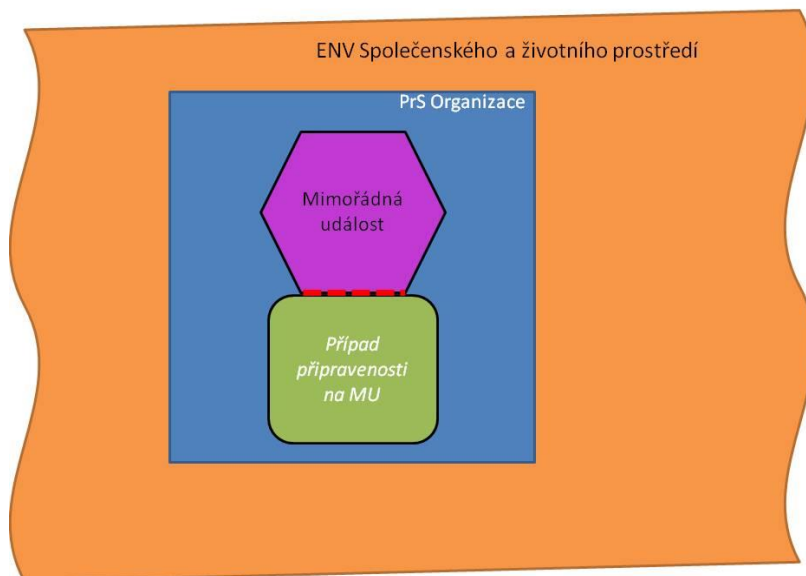 ENV Společenského a životního prostředí
PrS Organizace
Mimořádná
událost
Případ
připravenosti
na MU